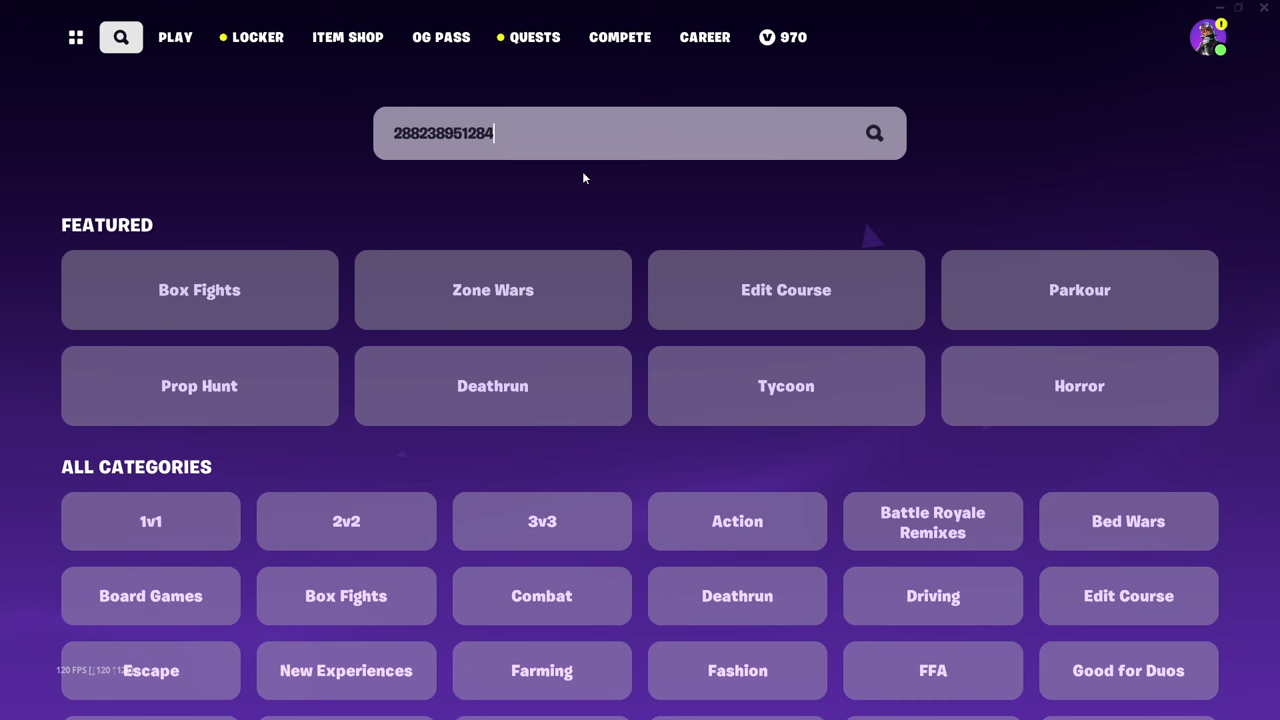 PLAY LOCKER ITEM SHOP OG PASS QUESTS COMPETE CAREER V 970 !
288238951284
FEATURED
Box Fights Zone Wars Edit Course Parkour
Prop Hunt Deathrun Tycoon Horror
ALL CATEGORIES
1v1 2v2 3v3 Action Battle Royale Remixes Bed Wars
Board Games Box Fights Combat Deathrun Driving Edit Course
120 FPS Escape New Experiences Farming Fashion FFA Good for Duos